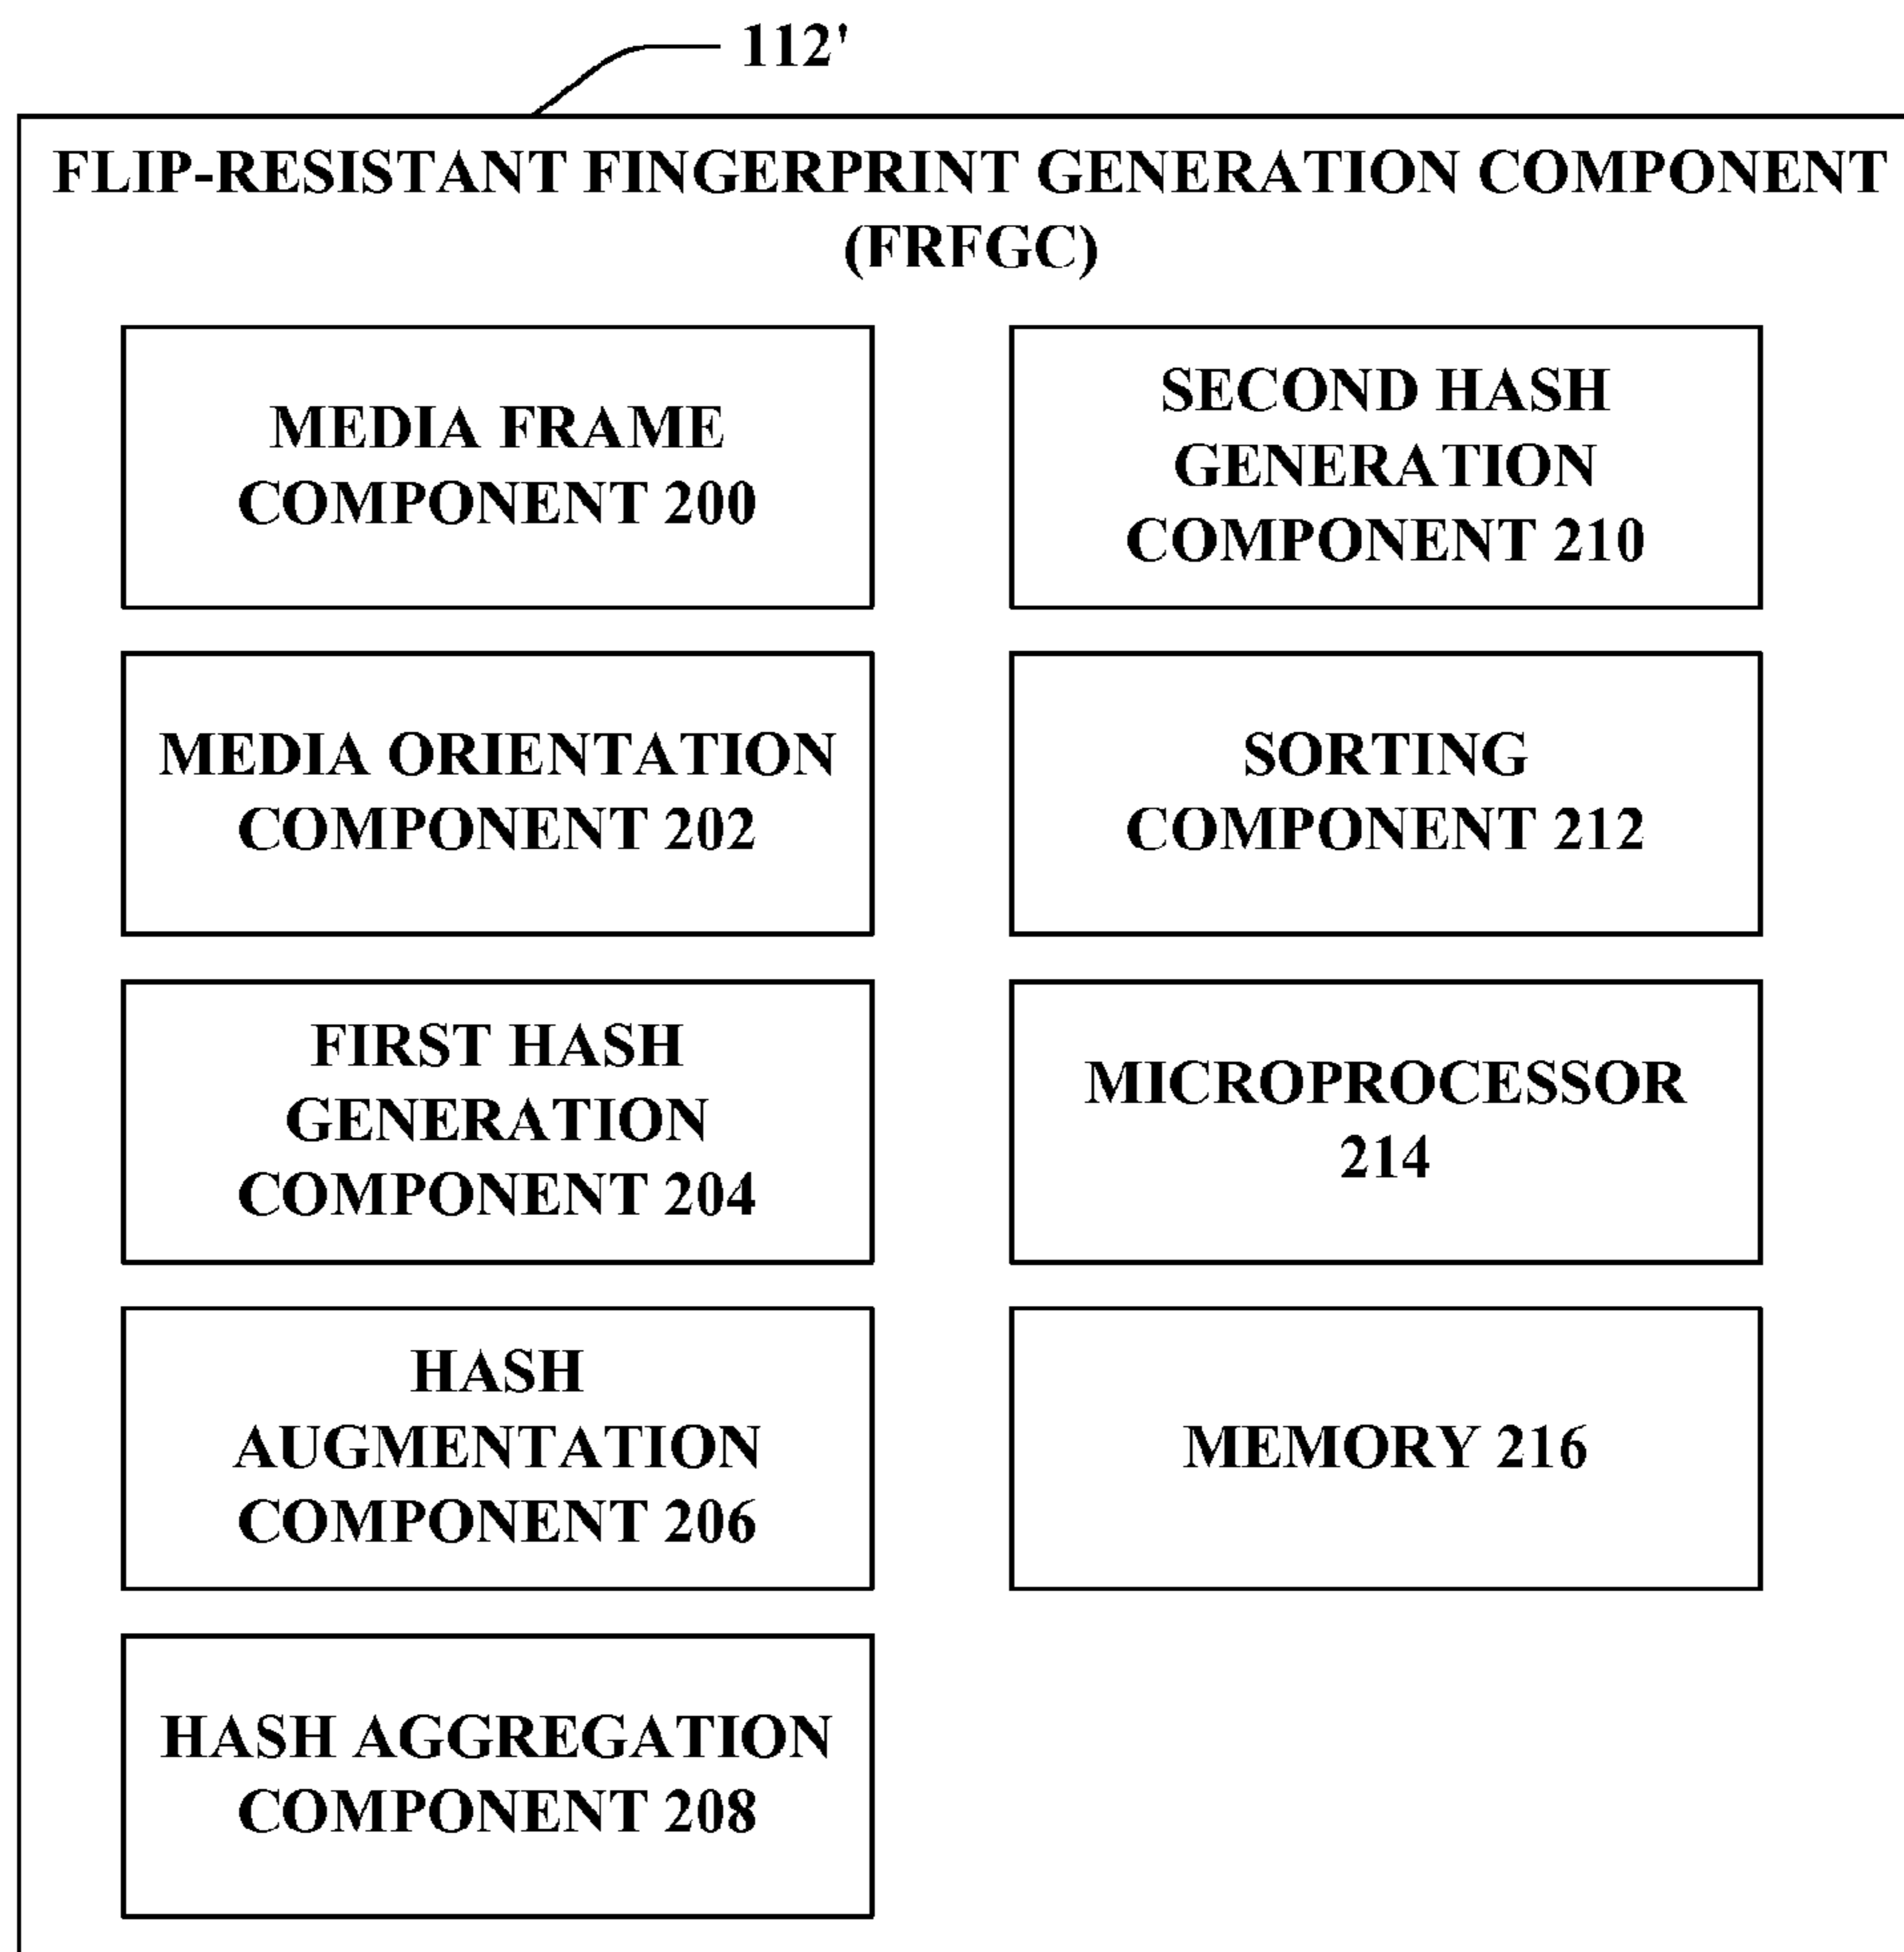 112'
FLIP-RESISTANT FINGERPRINT GENERATION COMPONENT
(FRFGC)
MEDIA FRAME
COMPONENT 200
MEDIA ORIENTATION
COMPONENT 202
FIRST HASH
GENERATION
COMPONENT 204
HASH
AUGMENTATION
COMPONENT 206
HASH AGGREGATION
COMPONENT 208
SECOND HASH
GENERATION
COMPONENT 210
SORTING
COMPONENT 212
MICROPROCESSOR
214
MEMORY 216